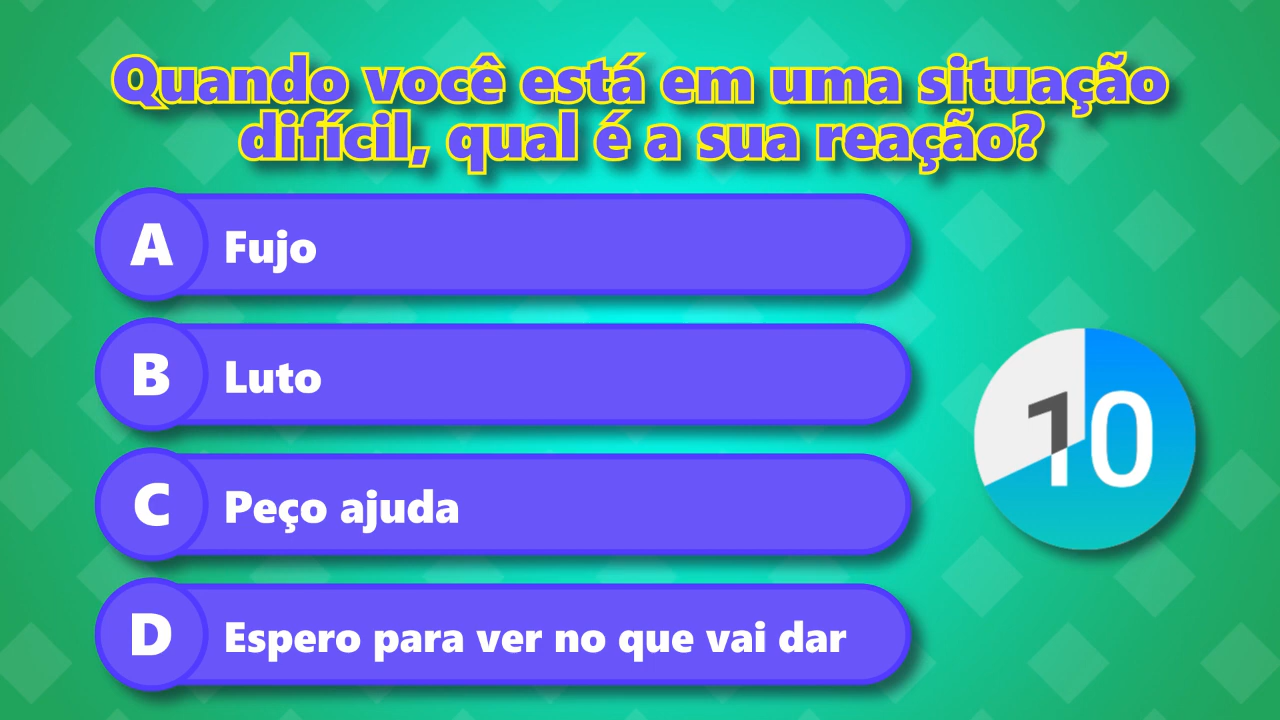 Quando você está em uma situação
difícil, qual é a sua reação?
A Fujo
B Luto
10
C Peço ajuda
D Espero para ver no que vai dar